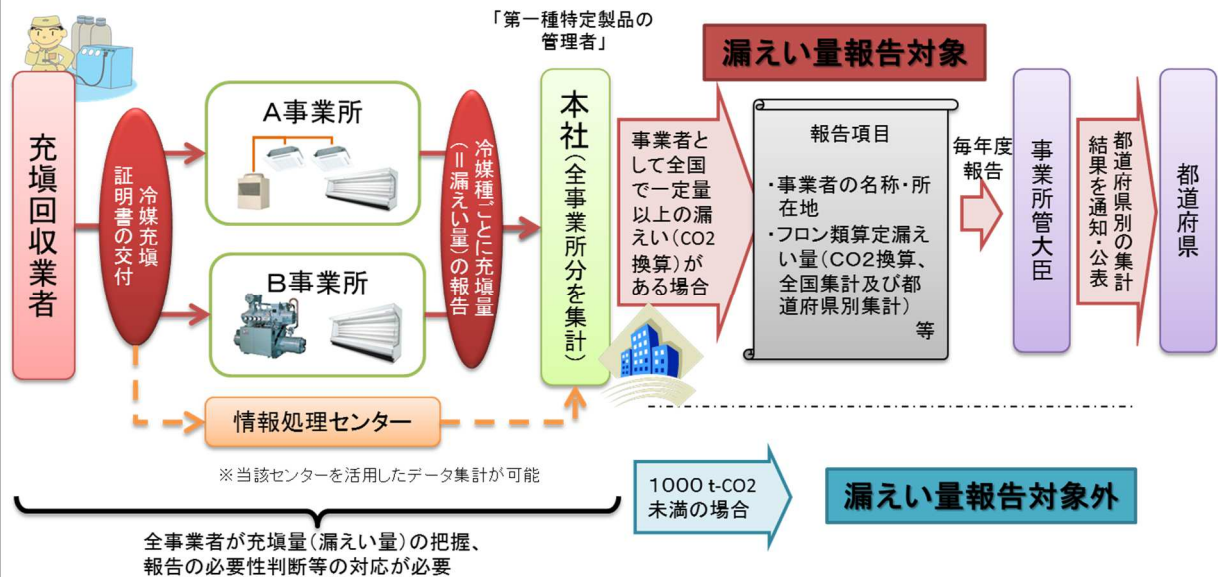 「第一種特定製品の
管理者」
漏えい量報告対象
充塡回収業者
冷媒充塡
証明書の交付
A事業所
B事業所
冷媒種ごとに充塡量
(＝漏えい量)の報告
本社(全事業所分を集計)
事業者と
して全国
で一定量
以上の漏
えい(CO2
換算)が
ある場合
報告項目
・事業者の名称・所
在地
・フロン類算定漏え
い量(CO2換算、
全国集計及び都
道府県別集計)
等
毎年度
報告
事業所管大臣
都道府県別の集計
結果を通知・公表
都道府県
情報処理センター
※当該センターを活用したデータ集計が可能
1000 t-CO2
未満の場合
漏えい量報告対象外
全事業者が充塡量(漏えい量)の把握、
報告の必要性判断等の対応が必要